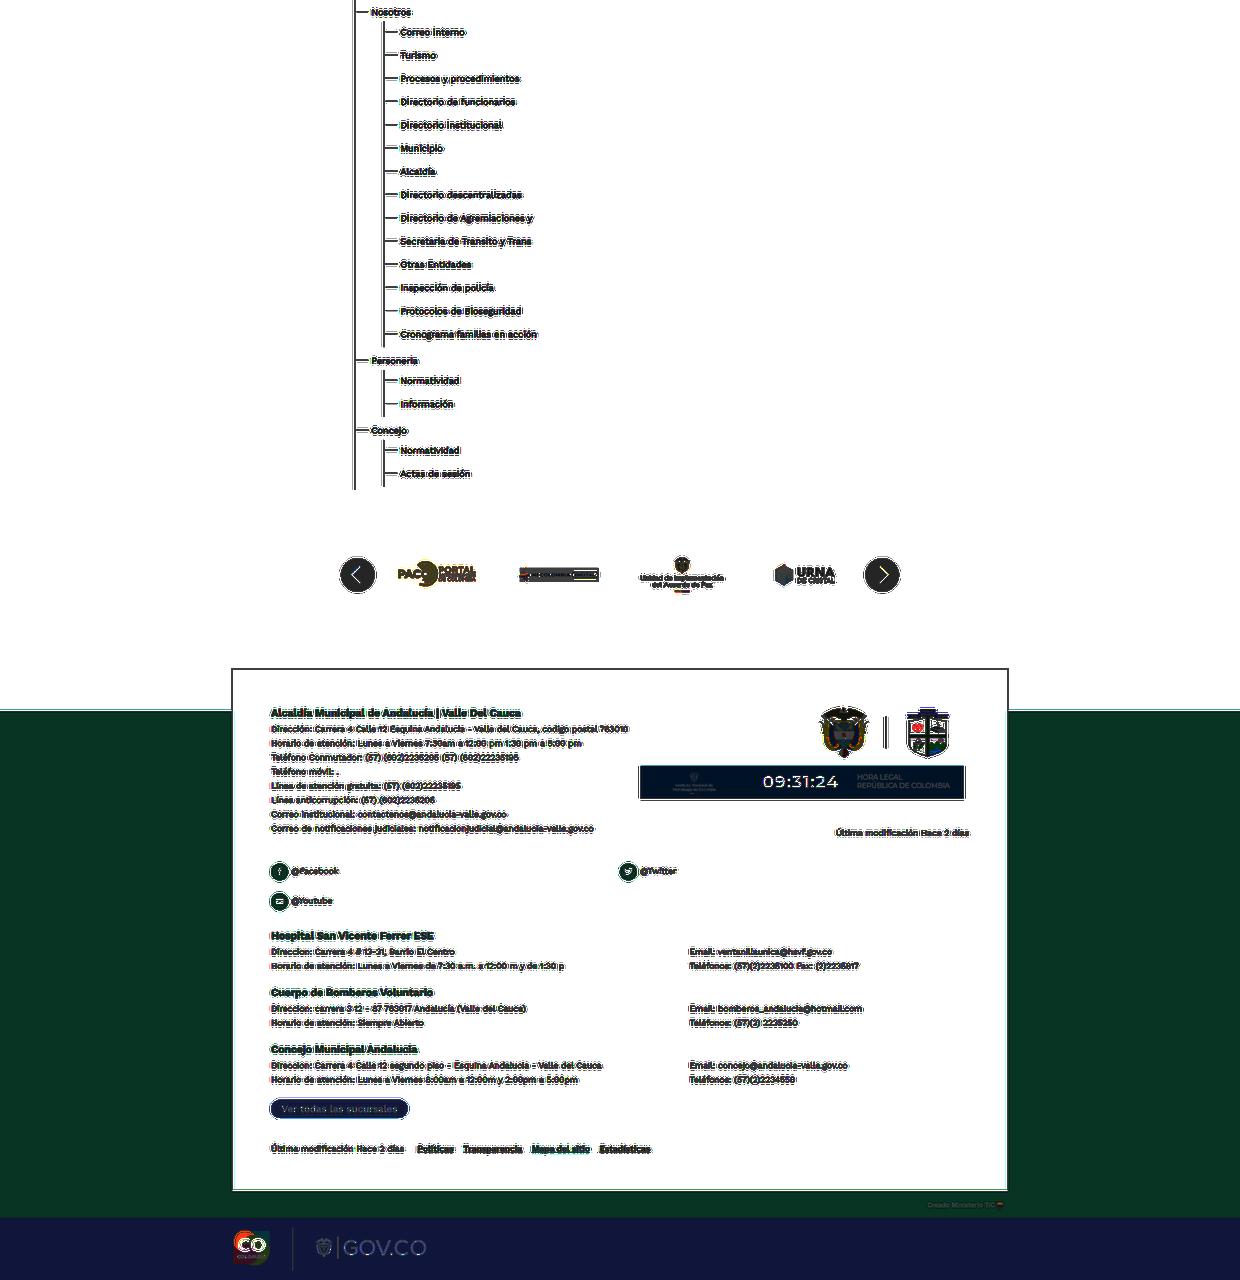 Nosotros
Correo interno
Turismo
Procesos y procedimientos
Directorio de funcionarios
Directorio institucional
Municipio
Alcaldía
Directorio descentralizadas
Directorio de Agremiaciones y
Secretaria de Transito y Trans
Otras Entidades
Inspección de policía
Protocolos de Bioseguridad
Cronograma familias en acción
Personería
Normatividad
Información
Concejo
Normatividad
Actas de sesión
PAC PORTAL
Unidad de Implementación
del Acuerdo de Paz
URNA
DE CRISTAL
Alcaldía Municipal de Andalucía | Valle Del Cauca
Dirección: Carrera 4 Calle 12 Esquina Andalucía - Valle del Cauca, codigo postal 763010
Horario de atención: Lunes a Viernes 7:30am a 12:00 pm 1:30 pm a 5:00 pm
Teléfono Conmutador: (57) (602)2235205 (57) (602)2235195
Teléfono móvil: .
Línea de atención gratuita: (57) (602)22235195
Línea anticorrupción: (57) (602)2235205
Correo institucional: contactenos@andalucia-valle.gov.co
Correo de notificaciones judiciales: notificacionjudicial@andalucia-valle.gov.co
09:31:24
HORA LEGAL
REPÚBLICA DE COLOMBIA
Última modificación Hace 2 días
@Facebook
@Twitter
@Youtube
Hospital San Vicente Ferrer ESE
Direccion: Carrera 4 # 13-21, Barrio El Centro
Email: ventanillaunica@hsvf.gov.co
Horario de atención: Lunes a Viernes de 7:30 a.m. a 12:00 m y de 1:30 p
Teléfonos: (57)(2)2235100 Fax: (2)2235917
Cuerpo de Bomberos Voluntario
Direccion: carrera 3 12 - 87 763017 Andalucía (Valle del Cauca)
Email: bomberos_andalucia@hotmail.com
Horario de atención: Siempre Abierto
Teléfonos: (57)(2) 2235250
Concejo Municipal Andalucía
Direccion: Carrera 4 Calle 12 segundo piso - Esquina Andalucia - Valle del Cauca
Email: concejo@andalucia-valle.gov.co
Horario de atención: Lunes a Viernes 8:00am a 12:00m y 2:00pm a 5:00pm
Teléfonos: (57)(2)2234559
Ver todas las sucursales
Última modificación Hace 2 días Políticas Transparencia Mapa del sitio Estadísticas
Creado Ministerio TIC
CO
COLOMBIA
GOV.CO